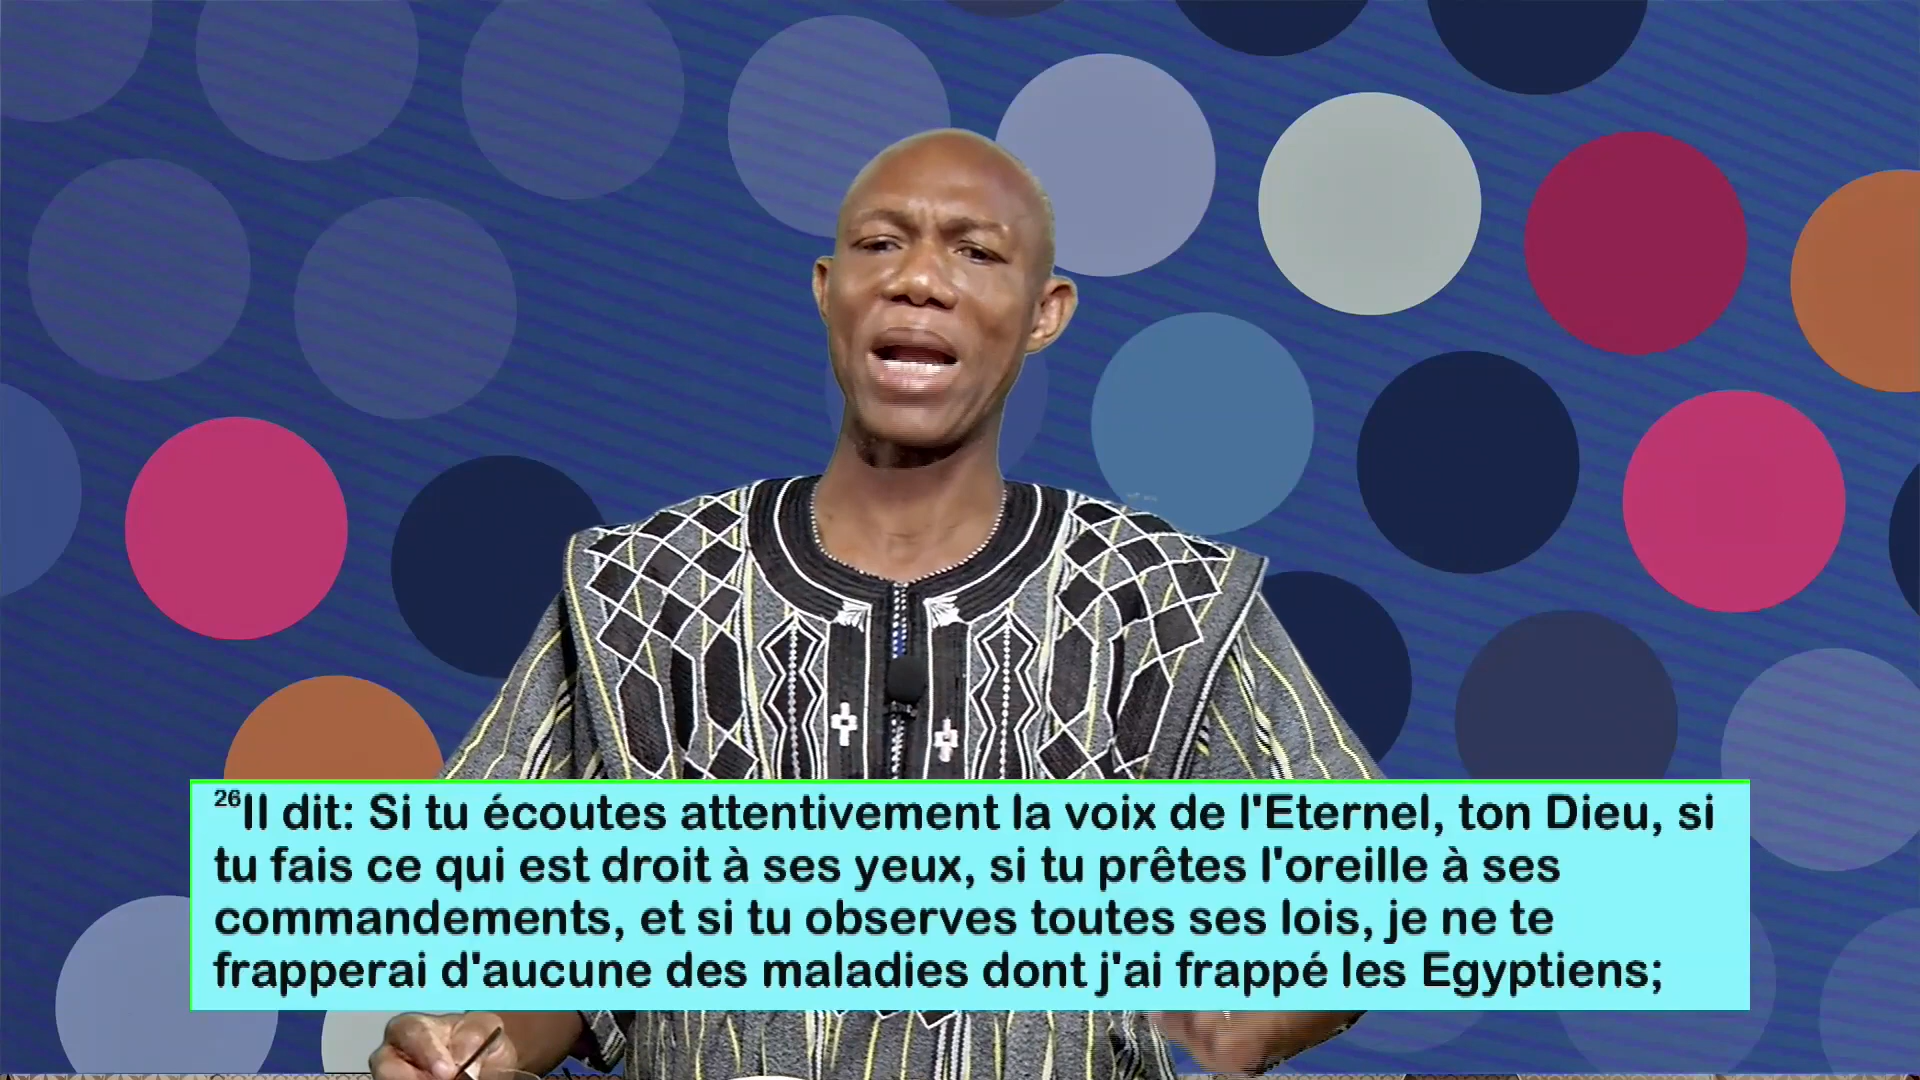 26Il dit: Si tu écoutes attentivement la voix de l'Eternel, ton Dieu, si
tu fais ce qui est droit à ses yeux, si tu prêtes l'oreille à ses
commandements, et si tu observes toutes ses lois, je ne te
frapperai d'aucune des maladies dont j'ai frappé les Egyptiens;